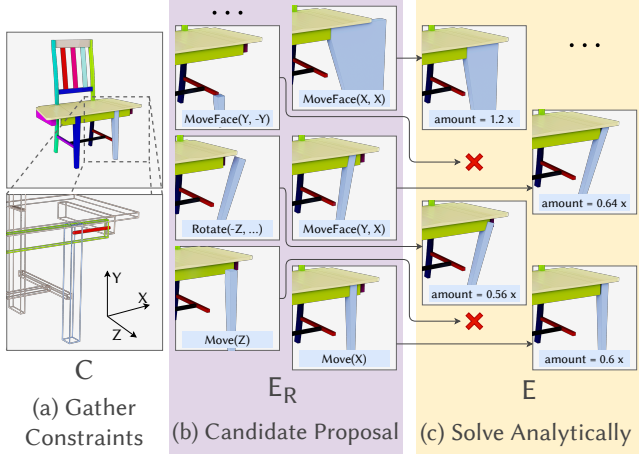 ...
...
MoveFace(Y, -Y)
MoveFace(X, X)
amount = 1.2 x
Rotate(-Z, ...)
MoveFace(Y, X)
amount = 0.64 x
Y
X
Z
amount = 0.56 x
Move(Z)
Move(X)
amount = 0.6 x
C
E_R
E
(a) Gather
Constraints
(b) Candidate Proposal
(c) Solve Analytically